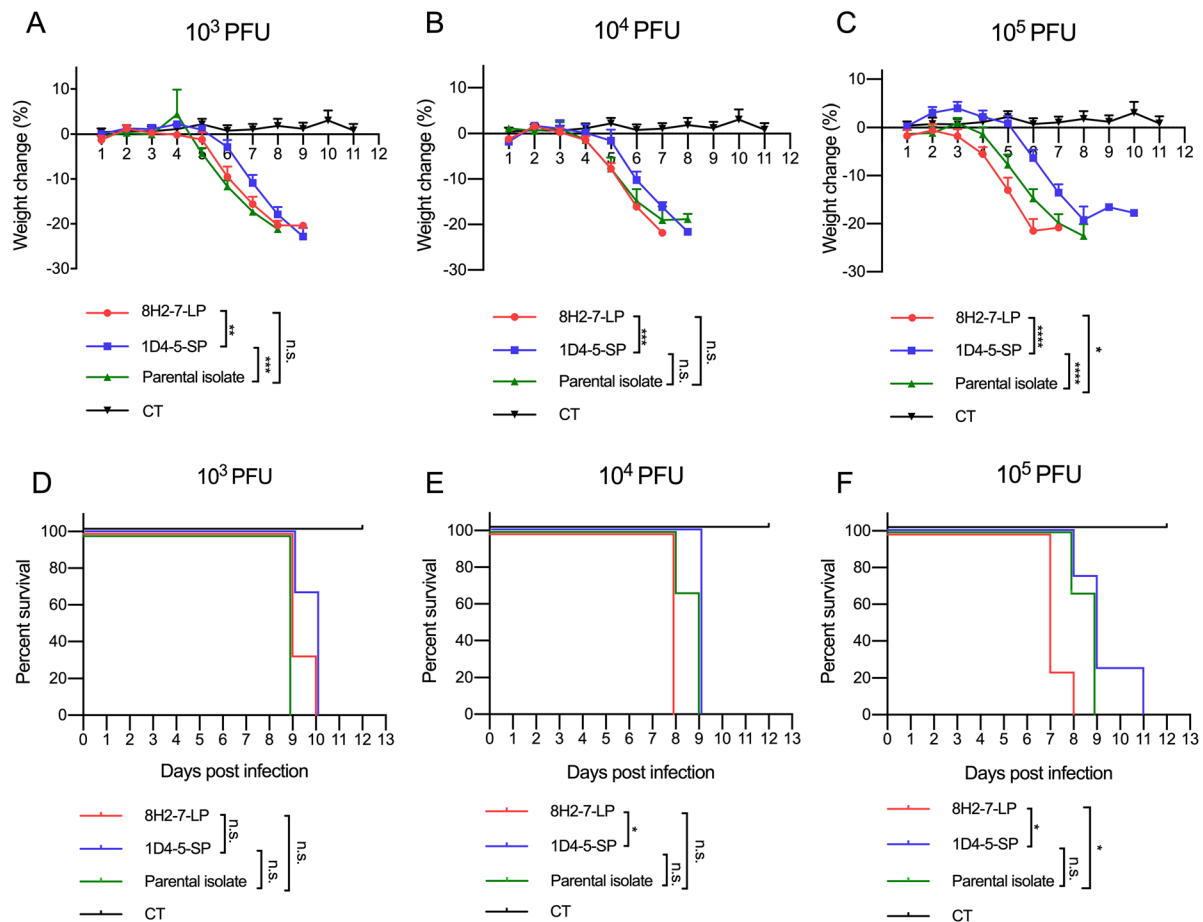 A
10³ PFU
Weight change (%)
10
0
-10
-20
-30
1 2 3 4 5 6 7 8 9 10 11 12
8H2-7-LP
1D4-5-SP
Parental isolate
CT
**
***
n.s.
B
10⁴ PFU
Weight change (%)
10
0
-10
-20
-30
1 2 3 4 5 6 7 8 9 10 11 12
8H2-7-LP
1D4-5-SP
Parental isolate
CT
***
n.s.
n.s.
C
10⁵ PFU
Weight change (%)
10
0
-10
-20
-30
1 2 3 4 5 6 7 8 9 10 11 12
8H2-7-LP
1D4-5-SP
Parental isolate
CT
****
****
*
D
10³ PFU
Percent survival
100
80
60
40
20
0
0 1 2 3 4 5 6 7 8 9 10 11 12 13
Days post infection
8H2-7-LP
1D4-5-SP
Parental isolate
CT
n.s.
n.s.
n.s.
E
10⁴ PFU
Percent survival
100
80
60
40
20
0
0 1 2 3 4 5 6 7 8 9 10 11 12 13
Days post infection
8H2-7-LP
1D4-5-SP
Parental isolate
CT
*
n.s.
n.s.
F
10⁵ PFU
Percent survival
100
80
60
40
20
0
0 1 2 3 4 5 6 7 8 9 10 11 12 13
Days post infection
8H2-7-LP
1D4-5-SP
Parental isolate
CT
*
n.s.
*